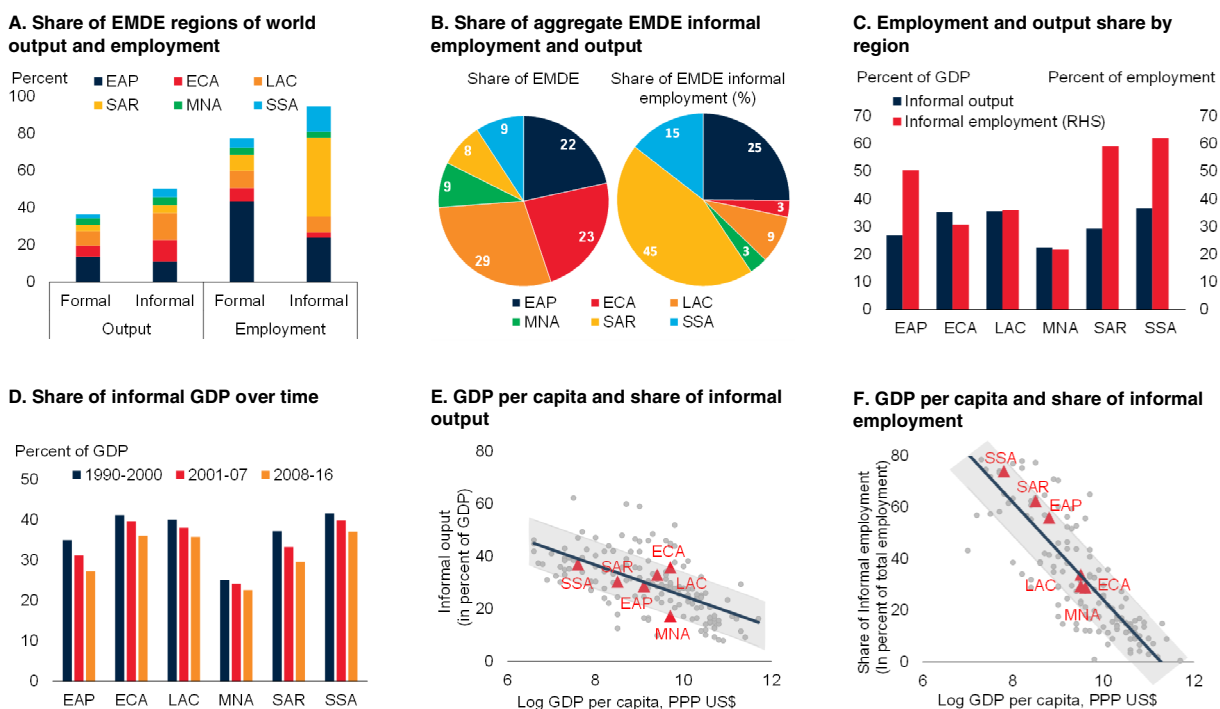 A. Share of EMDE regions of world
output and employment
Percent
EAP ECA LAC
SAR MNA SSA
100
80
60
40
20
0
Formal Informal Formal Informal
Output Employment
B. Share of aggregate EMDE informal
employment and output
Share of EMDE
Share of EMDE informal
employment (%)
9 22
8
9
23
29
15 25
3
9
3
45
EAP ECA LAC
MNA SAR SSA
C. Employment and output share by
region
Percent of GDP Percent of employment
Informal output
Informal employment (RHS)
70 70
60 60
50 50
40 40
30 30
20 20
10 10
0 0
EAP ECA LAC MNA SAR SSA
D. Share of informal GDP over time
Percent of GDP
1990-2000 2001-07 2008-16
50
40
30
20
10
0
EAP ECA LAC MNA SAR SSA
E. GDP per capita and share of informal
output
Informal ouput
(in percent of GDP)
80
60
40
20
0
ECA
SAR
SSA LAC
EAP
MNA
6 8 10 12
Log GDP per capita, PPP US$
F. GDP per capita and share of informal
employment
Share of Informal employment
(In percent of total employment)
80
60
40
20
0
SSA
SAR
EAP
LAC ECA
MNA
6 8 10 12
Log GDP per capita, PPP US$